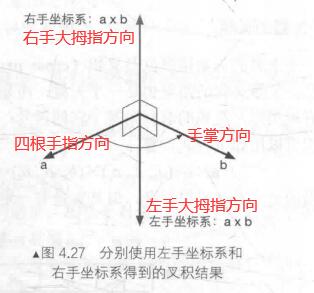 右手坐标系：a x b
右手大拇指方向
四根手指方向
手掌方向
a
b
左手大拇指方向
左手坐标系：a x b
▲图 4.27 分别使用左手坐标系和
右手坐标系得到的叉积结果